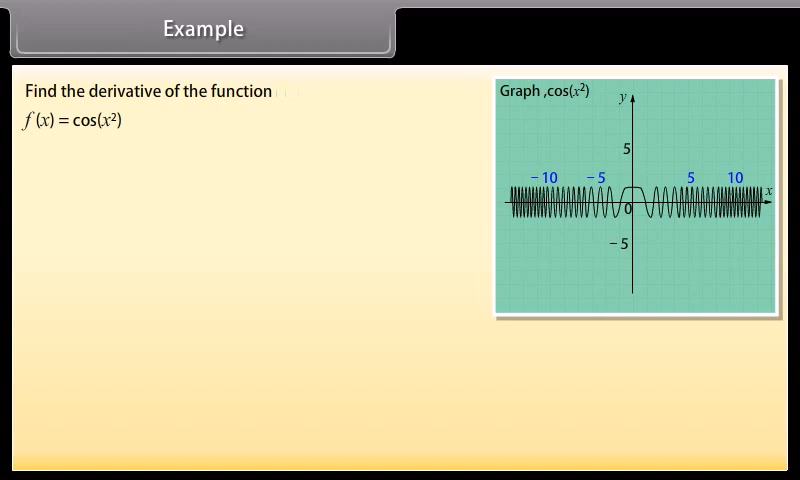 Example
Find the derivative of the function
f (x) = cos(x²)
Graph ,cos(x²)
y
5
− 10 − 5 5 10
x
0
− 5